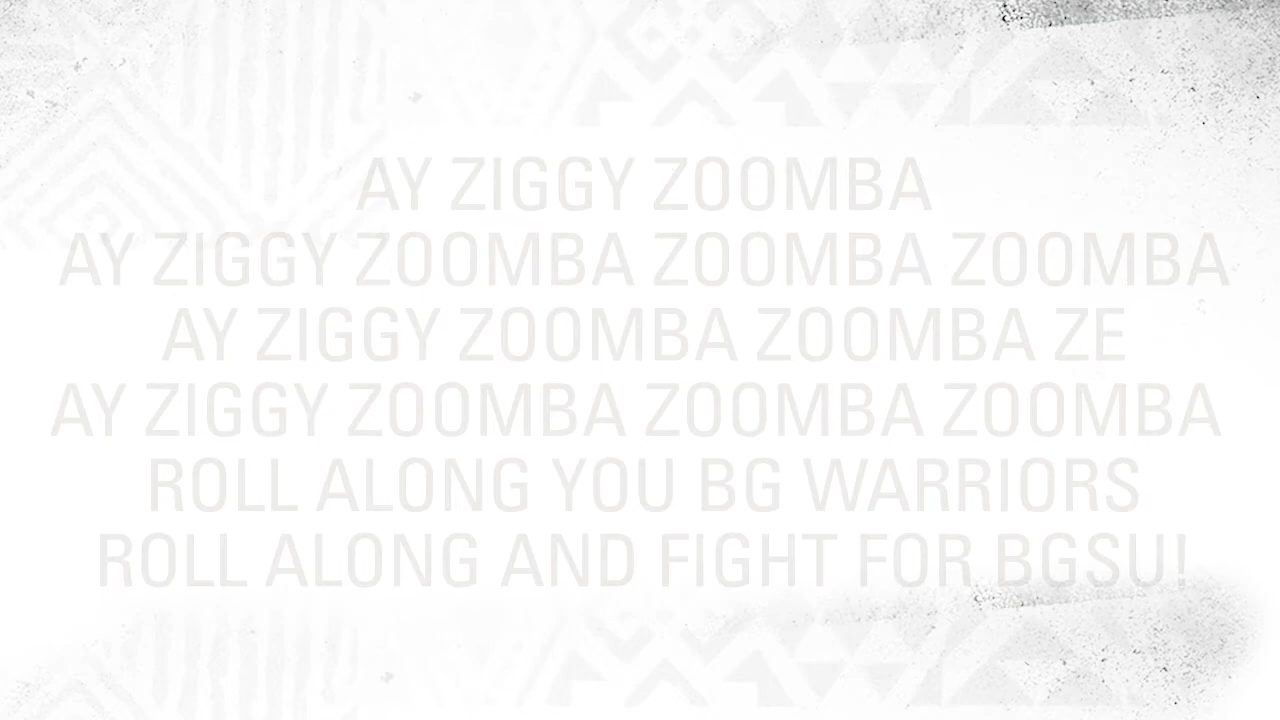 AY ZIGGY ZOOMBA
AY ZIGGY ZOOMBA ZOOMBA ZOOMBA
AY ZIGGY ZOOMBA ZOOMBA ZE
AY ZIGGY ZOOMBA ZOOMBA ZOOMBA
ROLL ALONG YOU BG WARRIORS
ROLL ALONG AND FIGHT FOR BGSU!